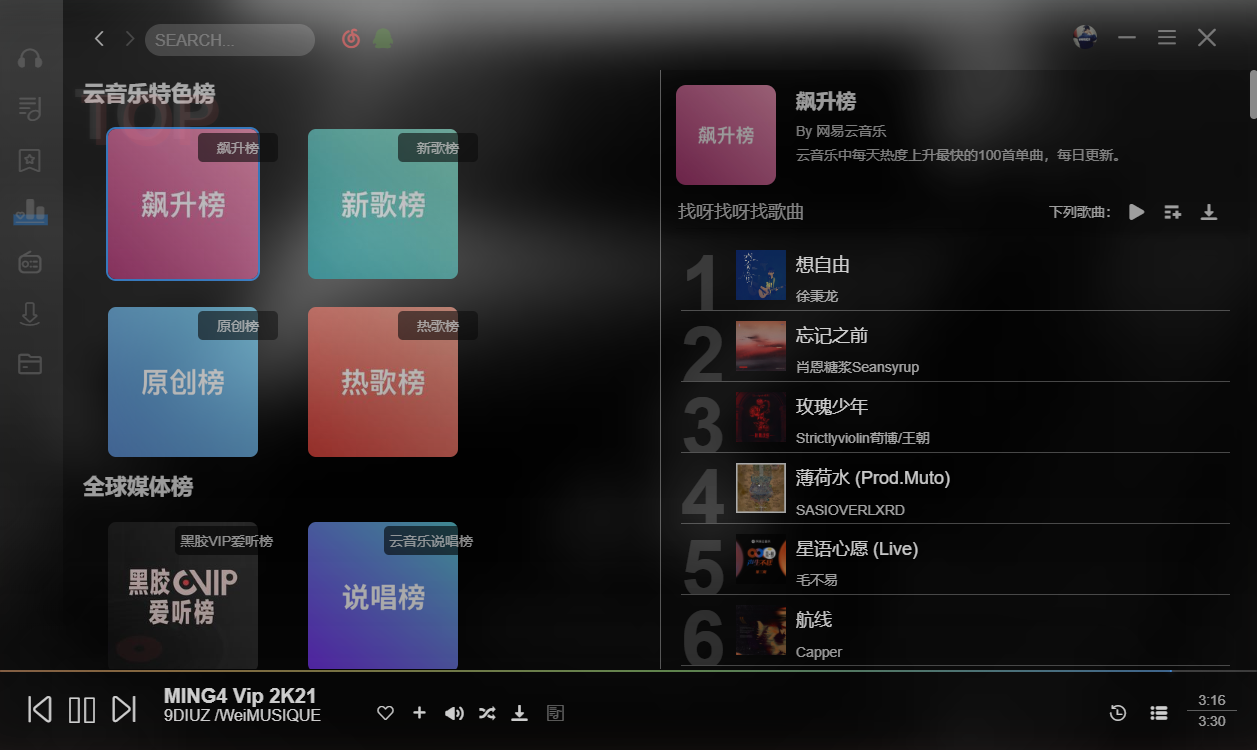 SEARCH...
TOP
云音乐特色榜
飙升榜
飙升榜
新歌榜
新歌榜
原创榜
原创榜
热歌榜
热歌榜
全球媒体榜
黑胶VIP爱听榜
黑胶VIP
爱听榜
云音乐说唱榜
说唱榜
飙升榜
飙升榜
By 网易云音乐
云音乐中每天热度上升最快的100首单曲，每日更新。
找呀找呀找歌曲
下列歌曲:
1
想自由
徐秉龙
2
忘记之前
肖恩糖浆Seansyrup
3
玫瑰少年
Strictlyviolin荀博/王朝
4
薄荷水 (Prod.Muto)
SASIOVERLXRD
5
星语心愿 (Live)
毛不易
6
航线
Capper
MING4 Vip 2K21
9DIUZ /WeiMUSIQUE
3:16
3:30